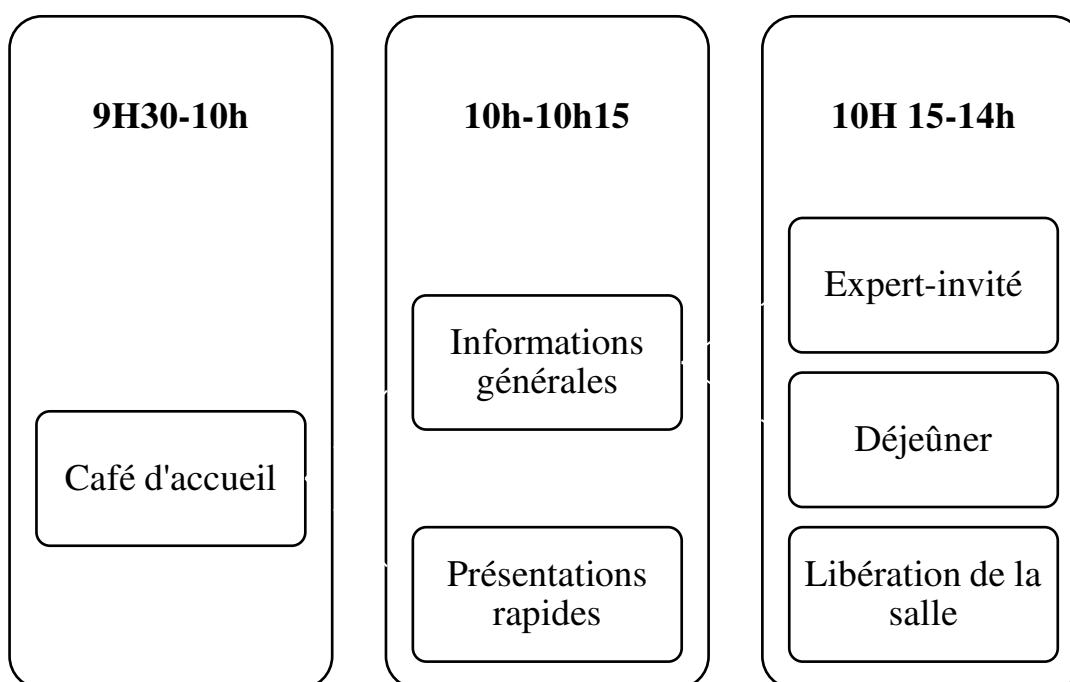 9H30-10h
Café d'accueil
10h-10h15
Informations
générales
Présentations
rapides
10H 15-14h
Expert-invité
Déjeûner
Libération de la
salle